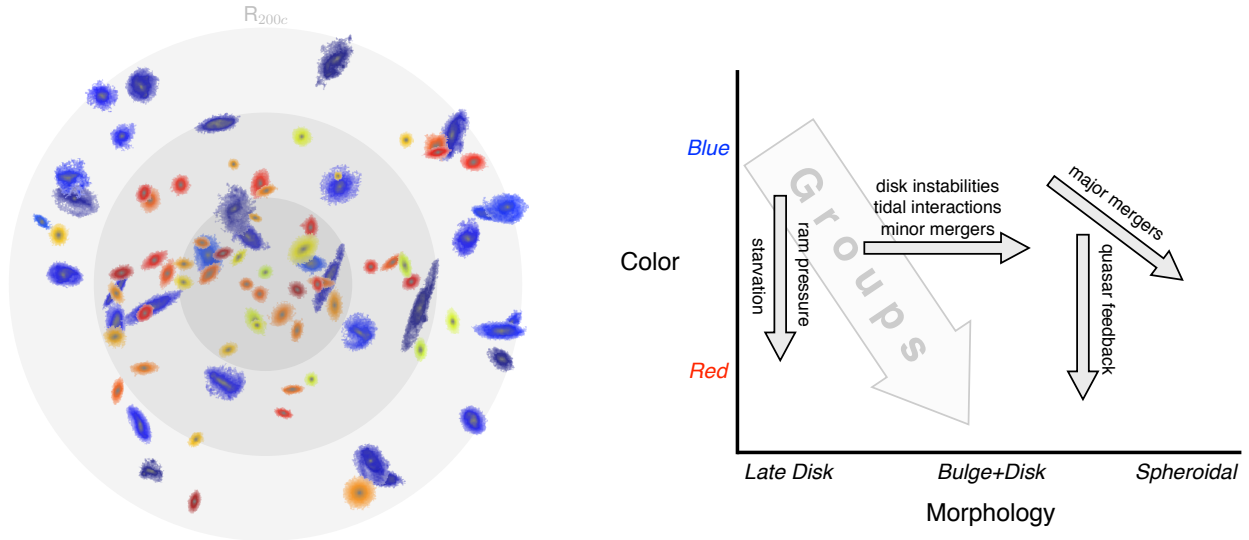 R200c
Blue
Color
Red
Groups
starvation
ram pressure
disk instabilities
tidal interactions
minor mergers
major mergers
quasar feedback
Late Disk
Bulge+Disk
Spheroidal
Morphology